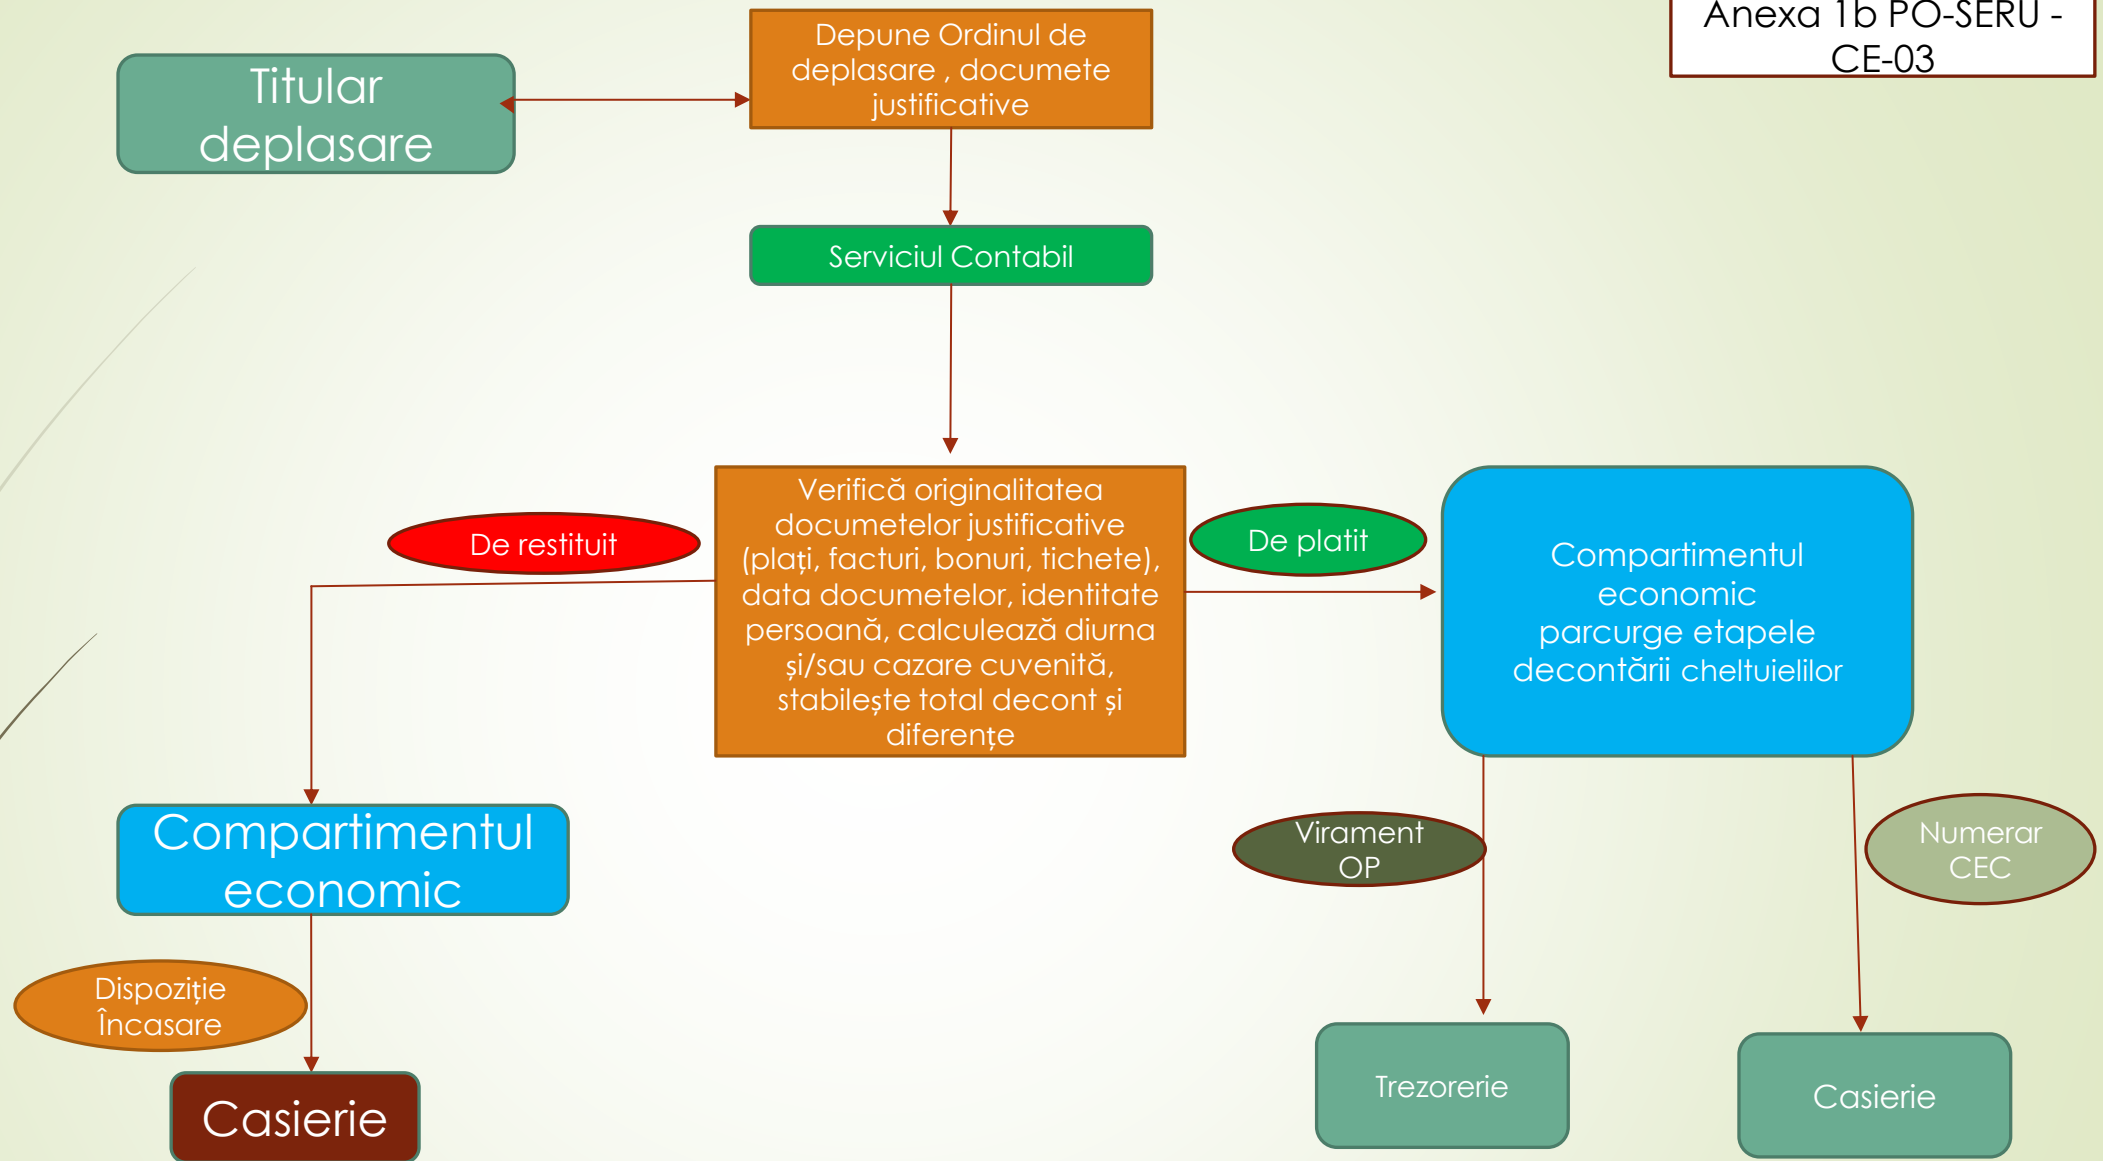 Anexa 1b PO-SERU -
CE-03
Titular
deplasare
Depune Ordinul de
deplasare , documete
justificative
Serviciul Contabil
De restituit
Verifică originalitatea
documetelor justificative
(plați, facturi, bonuri, tichete),
data documetelor, identitate
persoană, calculează diurna
și/sau cazare cuvenită,
stabilește total decont și
diferențe
De platit
Compartimentul
economic
parcurge etapele
decontării cheltuielilor
Compartimentul
economic
Virament
OP
Numerar
CEC
Dispoziție
Încasare
Casierie
Trezorerie
Casierie